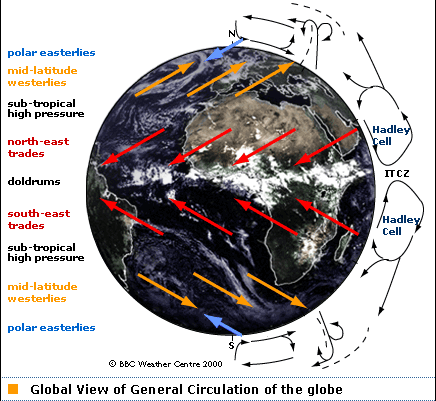 N
polar easterlies
mid-latitude
westerlies
sub-tropical
high pressure
north-east
trades
Hadley
Cell
doldrums
ITCZ
south-east
trades
Hadley
Cell
sub-tropical
high pressure
mid-latitude
westerlies
polar easterlies
S
© BBC Weather Centre 2000
Global View of General Circulation of the globe